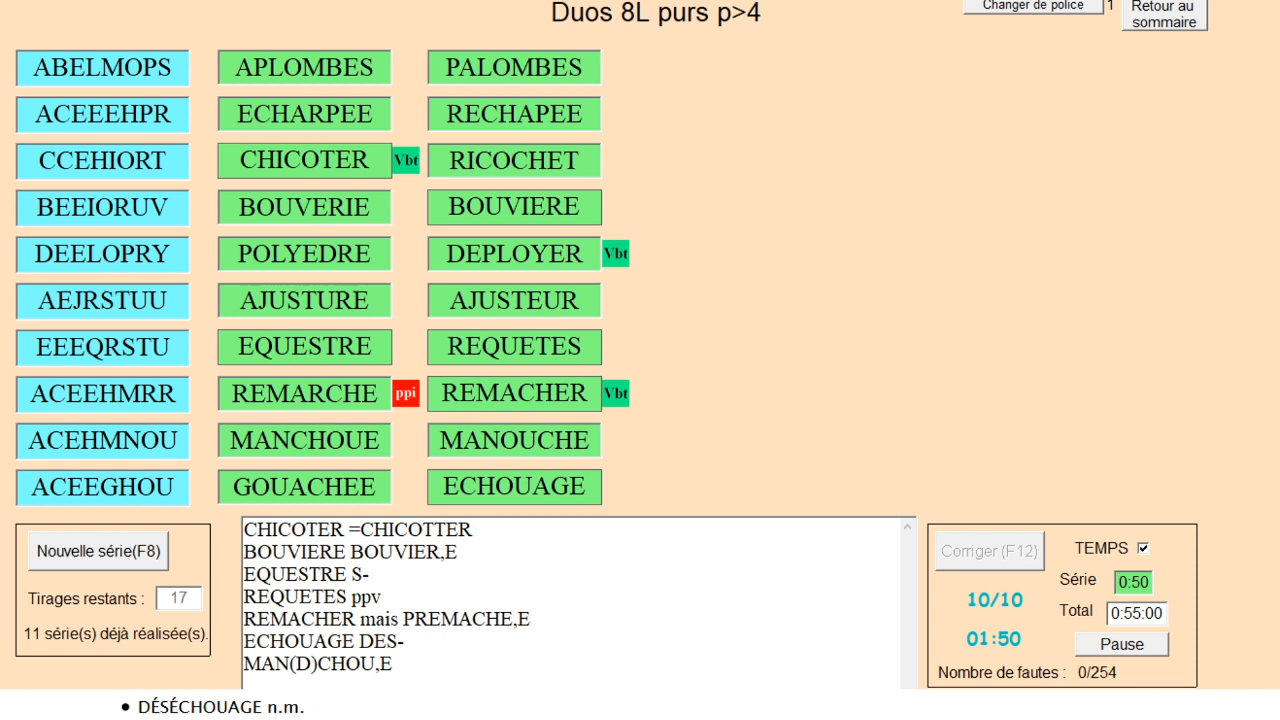 Duos 8L purs p>4
Changer de police 1 Retour au sommaire
ABELMOPS APLOMBES PALOMBES
ACEEEHPR ECHARPEE RECHAPEE
CCEHIORT CHICOTER Vbt RICOCHET
BEEIORUV BOUVERIE BOUVIERE
DEELOPRY POLYEDRE DEPLOYER Vbt
AEJRSTUU AJUSTURE AJUSTEUR
EEEQRSTU EQUESTRE REQUETES
ACEEHMRR REMARCHE ppi REMACHER Vbt
ACEHMNOU MANCHOUE MANOUCHE
ACEEGHOU GOUACHEE ECHOUAGE
Nouvelle série(F8)
Tirages restants : 17
11 série(s) déjà réalisée(s).
CHICOTER =CHICOTTER
BOUVIERE BOUVIER,E
EQUESTRE S-
REQUETES ppv
REMACHER mais PREMACHE,E
ECHOUAGE DES-
MAN(D)CHOU,E
Corriger (F12) TEMPS
Série 0:50
10/10 Total 0:55:00
01:50 Pause
Nombre de fautes : 0/254
• DÉSÉCHOUAGE n.m.